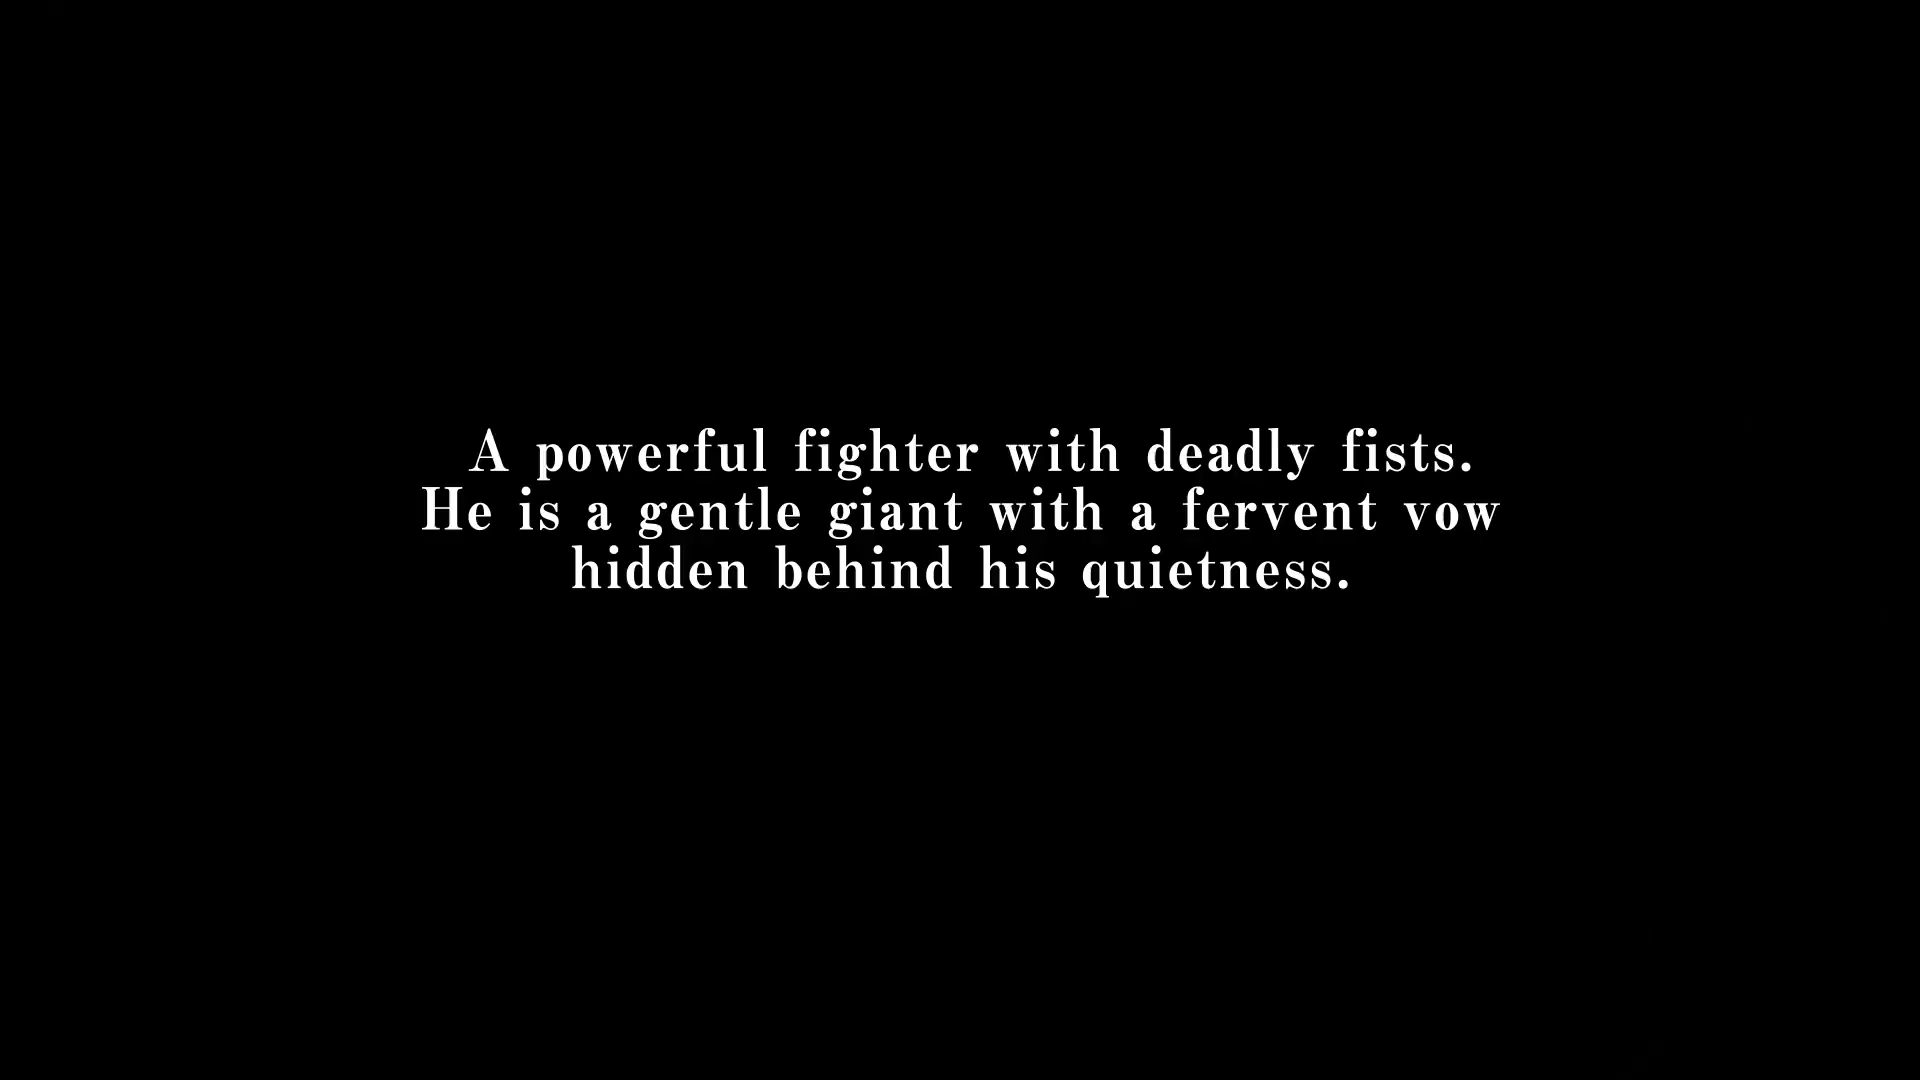 A powerful fighter with deadly fists.
He is a gentle giant with a fervent vow
hidden behind his quietness.